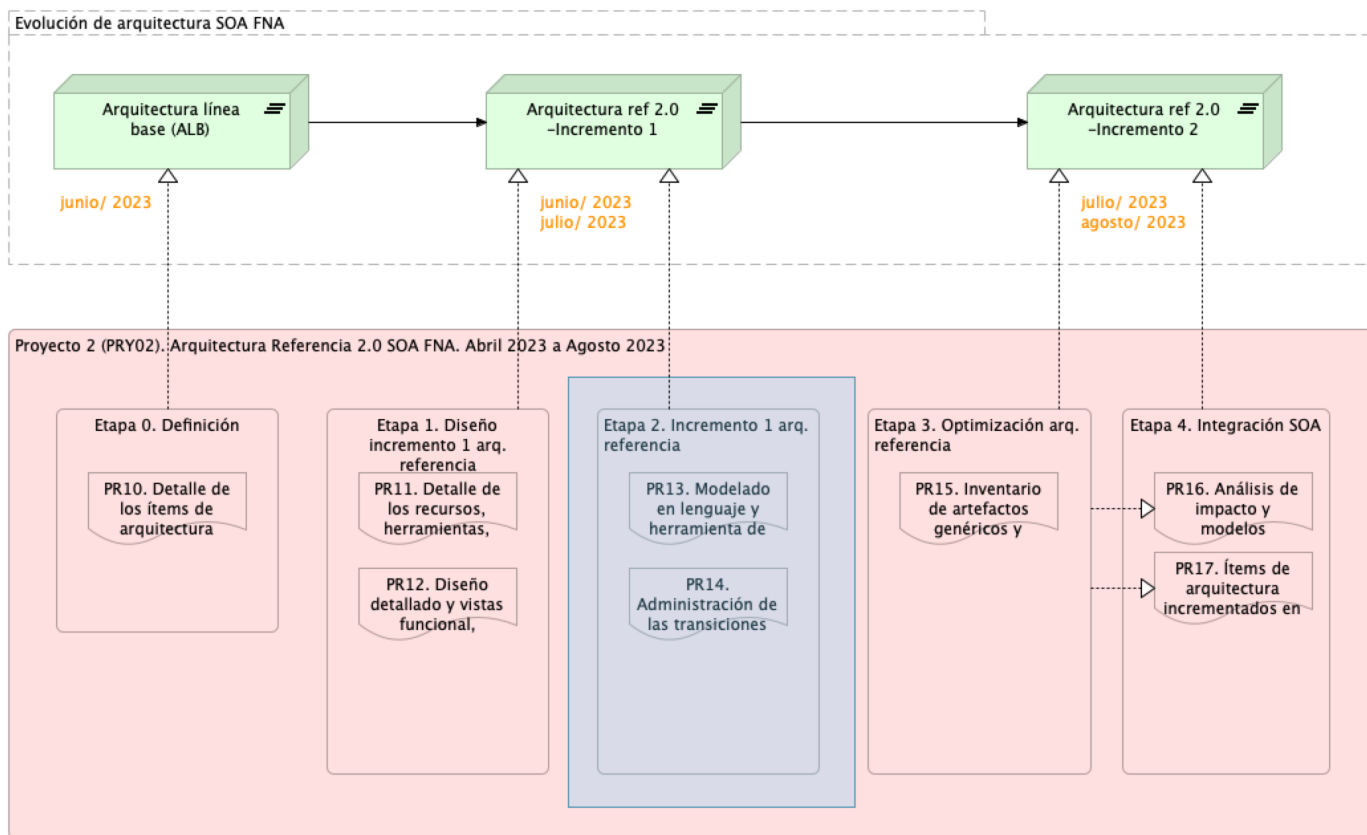 Evolución de arquitectura SOA FNA
Arquitectura línea
base (ALB)
Arquitectura ref 2.0
-Incremento 1
Arquitectura ref 2.0
-Incremento 2
junio/ 2023
junio/ 2023
julio/ 2023
julio/ 2023
agosto/ 2023
Proyecto 2 (PRY02). Arquitectura Referencia 2.0 SOA FNA. Abril 2023 a Agosto 2023
Etapa 0. Definición
PR10. Detalle de
los ítems de
arquitectura
Etapa 1. Diseño
incremento 1 arq.
referencia
PR11. Detalle de
los recursos,
herramientas,
PR12. Diseño
detallado y vistas
funcional,
Etapa 2. Incremento 1 arq.
referencia
PR13. Modelado
en lenguaje y
herramienta de
PR14.
Administración de
las transiciones
Etapa 3. Optimización arq.
referencia
PR15. Inventario
de artefactos
genéricos y
Etapa 4. Integración SOA
PR16. Análisis de
impacto y
modelos
PR17. Ítems de
arquitectura
incrementados en